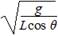 √(g/(L cos θ))